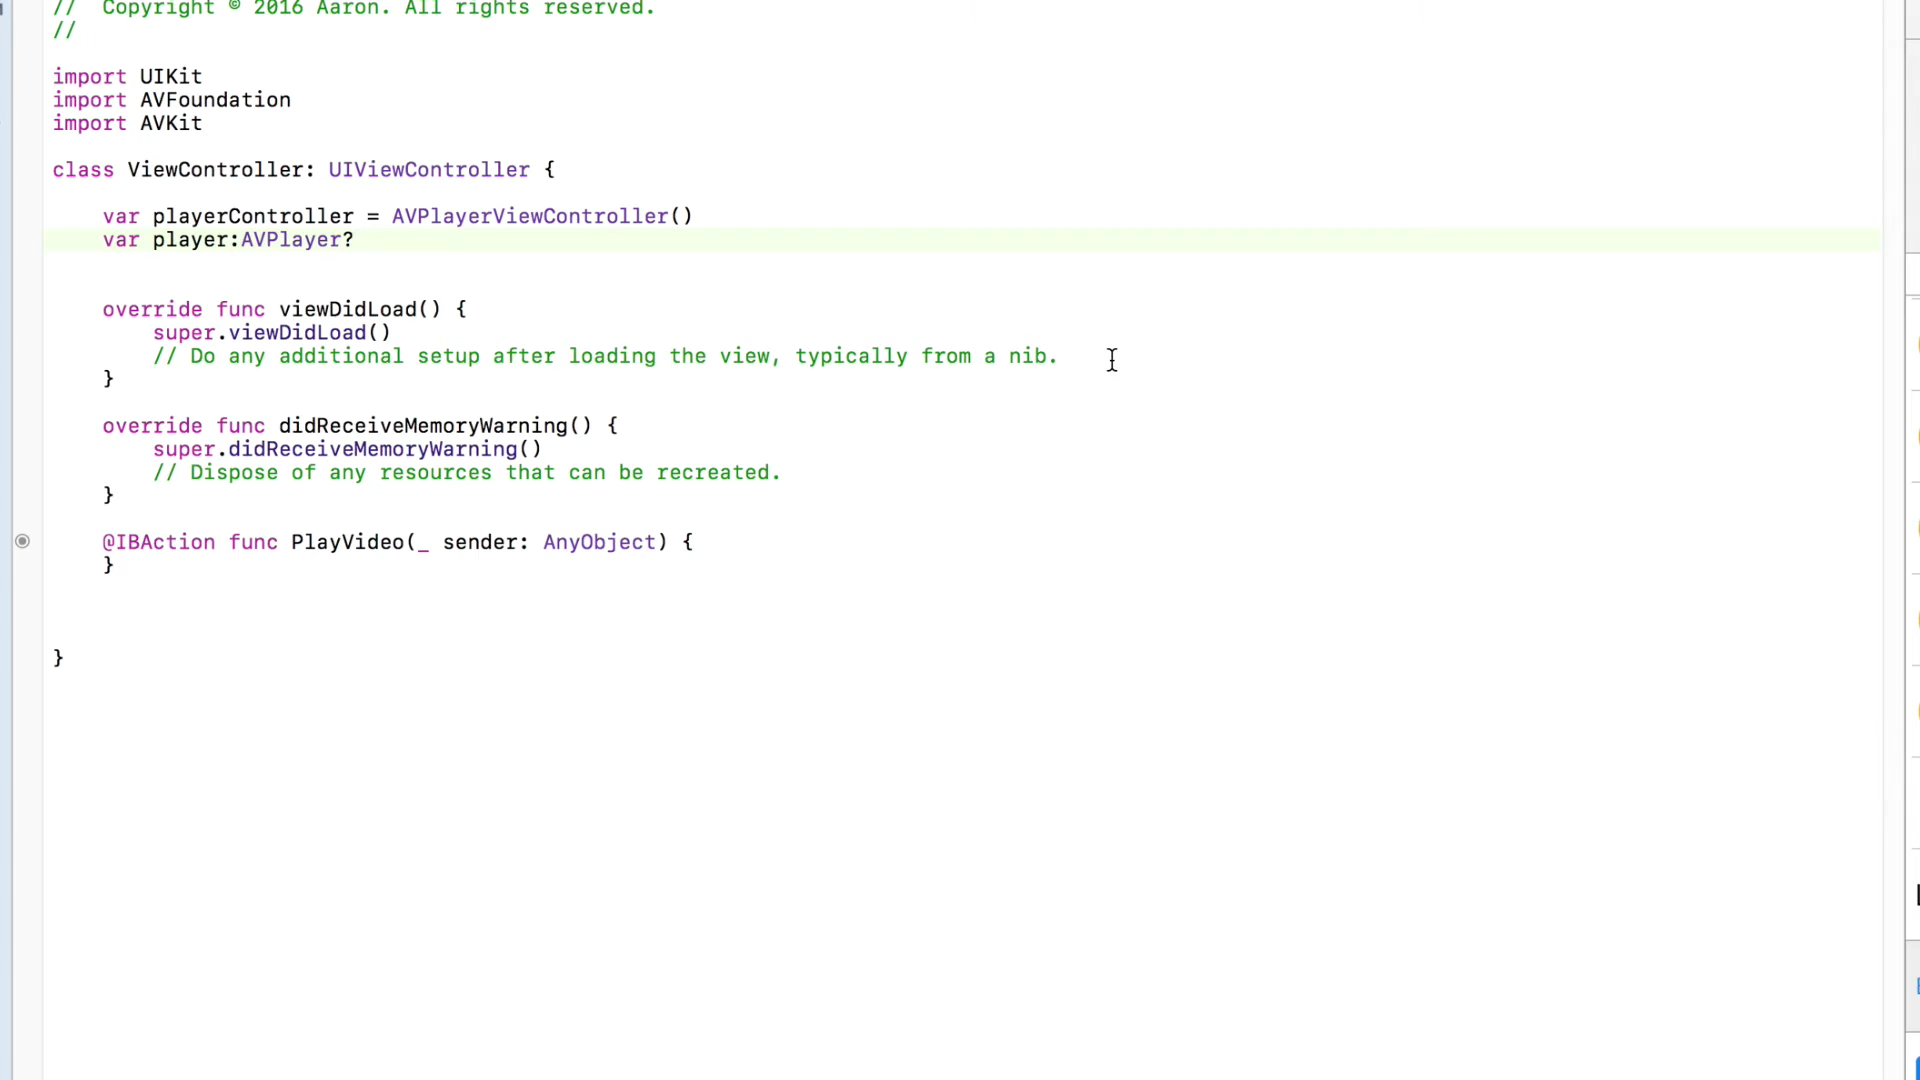 //  Copyright © 2016 Aaron. All rights reserved.
//
import UIKit
import AVFoundation
import AVKit
class ViewController: UIViewController {
var playerController = AVPlayerViewController()
var player:AVPlayer?
override func viewDidLoad() {
super.viewDidLoad()
// Do any additional setup after loading the view, typically from a nib.
}
override func didReceiveMemoryWarning() {
super.didReceiveMemoryWarning()
// Dispose of any resources that can be recreated.
}
@IBAction func PlayVideo(_ sender: AnyObject) {
}
}